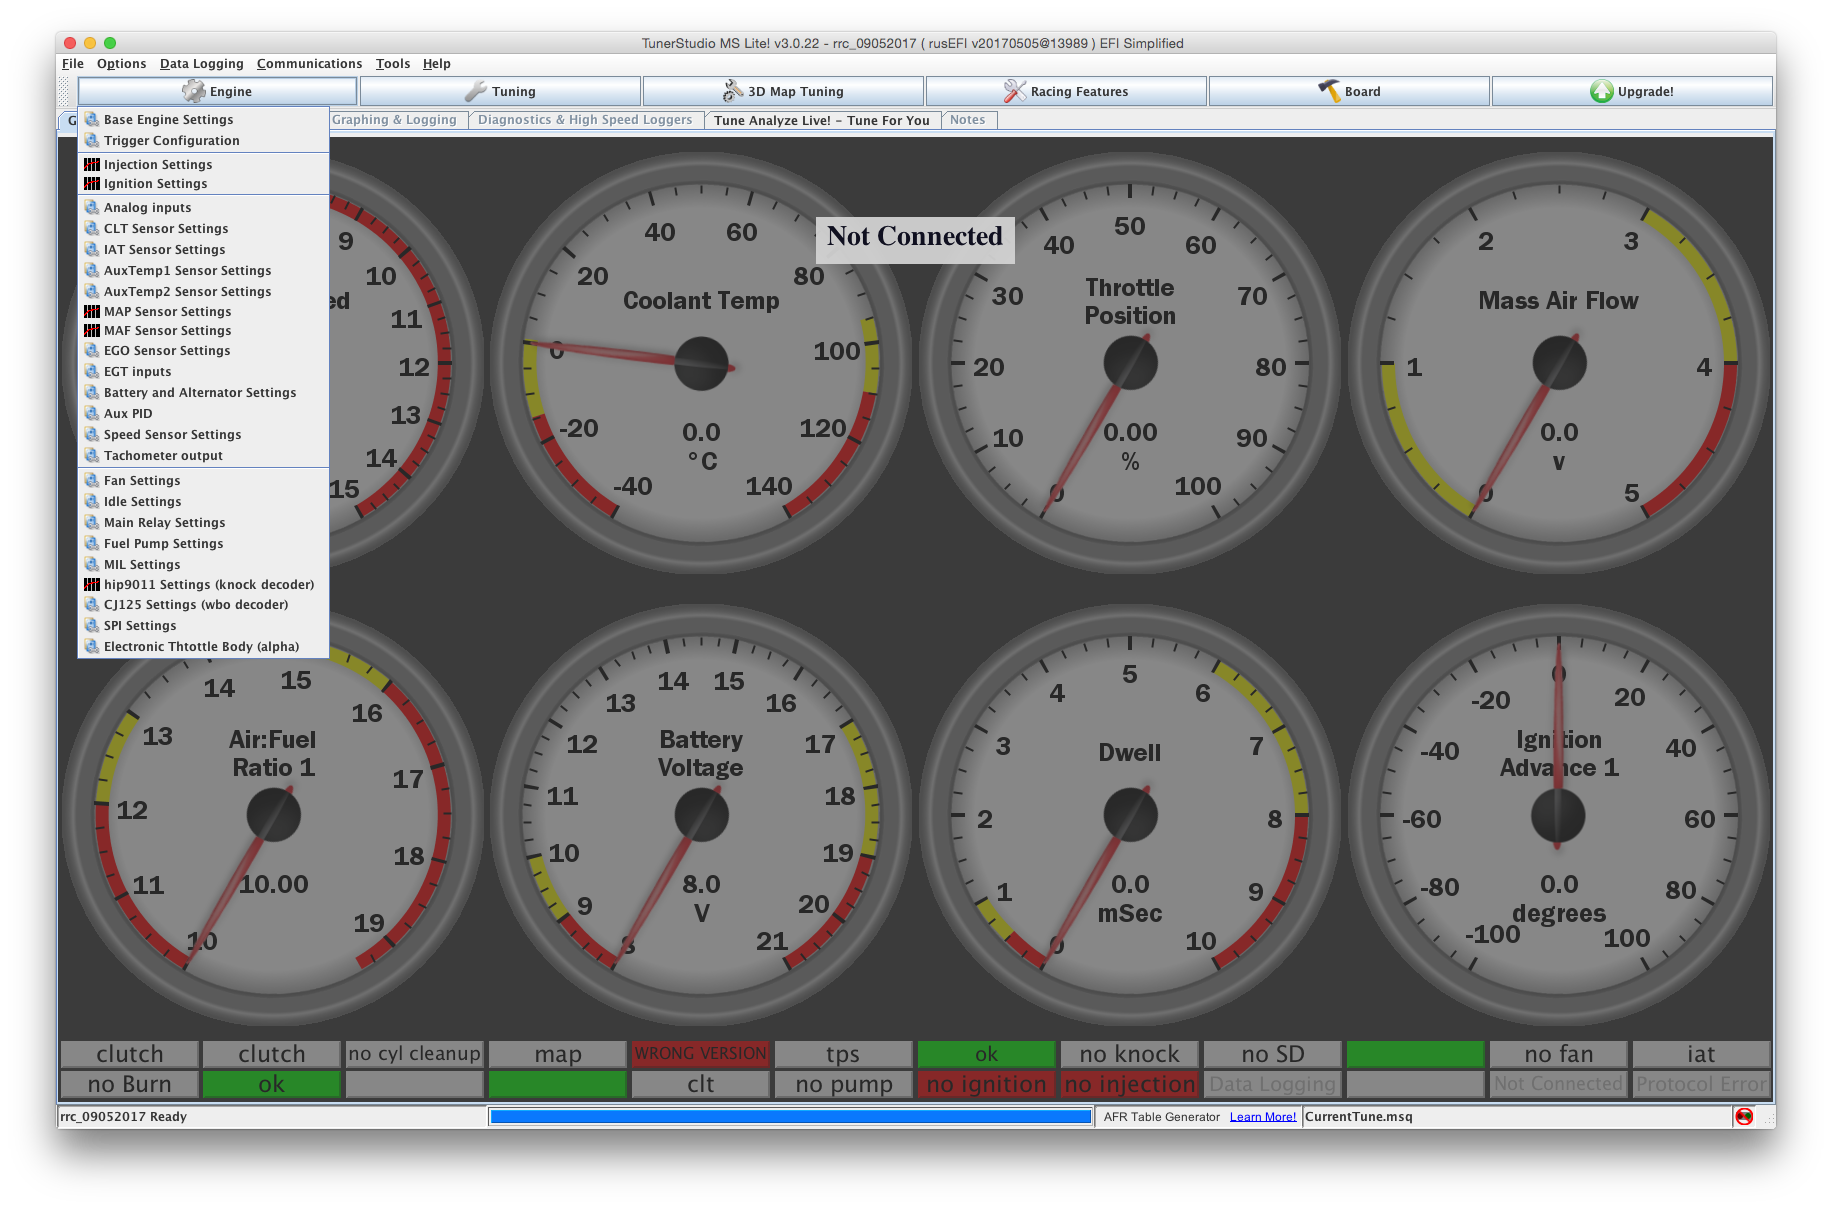 TunerStudio MS Lite! v3.0.22 - rrc_09052017 ( rusEFI v20170505@13989 ) EFI Simplified
File Options Data Logging Communications Tools Help
Engine Tuning 3D Map Tuning Racing Features Board Upgrade!
G Graphing & Logging Diagnostics & High Speed Loggers Tune Analyze Live! - Tune For You Notes
Base Engine Settings
Trigger Configuration
Injection Settings
Ignition Settings
Analog inputs
CLT Sensor Settings
IAT Sensor Settings
AuxTemp1 Sensor Settings
AuxTemp2 Sensor Settings
MAP Sensor Settings
MAF Sensor Settings
EGO Sensor Settings
EGT inputs
Battery and Alternator Settings
Aux PID
Speed Sensor Settings
Tachometer output
Fan Settings
Idle Settings
Main Relay Settings
Fuel Pump Settings
MIL Settings
hip9011 Settings (knock decoder)
CJ125 Settings (wbo decoder)
SPI Settings
Electronic Thtottle Body (alpha)
Not Connected
ed
9
10
11
12
13
14
15
Coolant Temp
-40
-20
0
20
40
60
80
100
120
140
0.0
°C
Throttle
Position
0
10
20
30
40
50
60
70
80
90
100
0.00
%
Mass Air Flow
0
1
2
3
4
5
0.0
v
Air:Fuel
Ratio 1
10
11
12
13
14
15
16
17
18
19
10.00
Battery
Voltage
8
9
10
11
12
13
14
15
16
17
18
19
20
21
8.0
V
Dwell
0
1
2
3
4
5
6
7
8
9
10
0.0
mSec
Ignition
Advance 1
-100
-80
-60
-40
-20
0
20
40
60
80
100
0.0
degrees
clutch clutch no cyl cleanup map WRONG VERSION tps ok no knock no SD no fan iat
no Burn ok clt no pump no ignition no injection Data Logging Not Connected Protocol Error
rrc_09052017 Ready AFR Table Generator Learn More! CurrentTune.msq